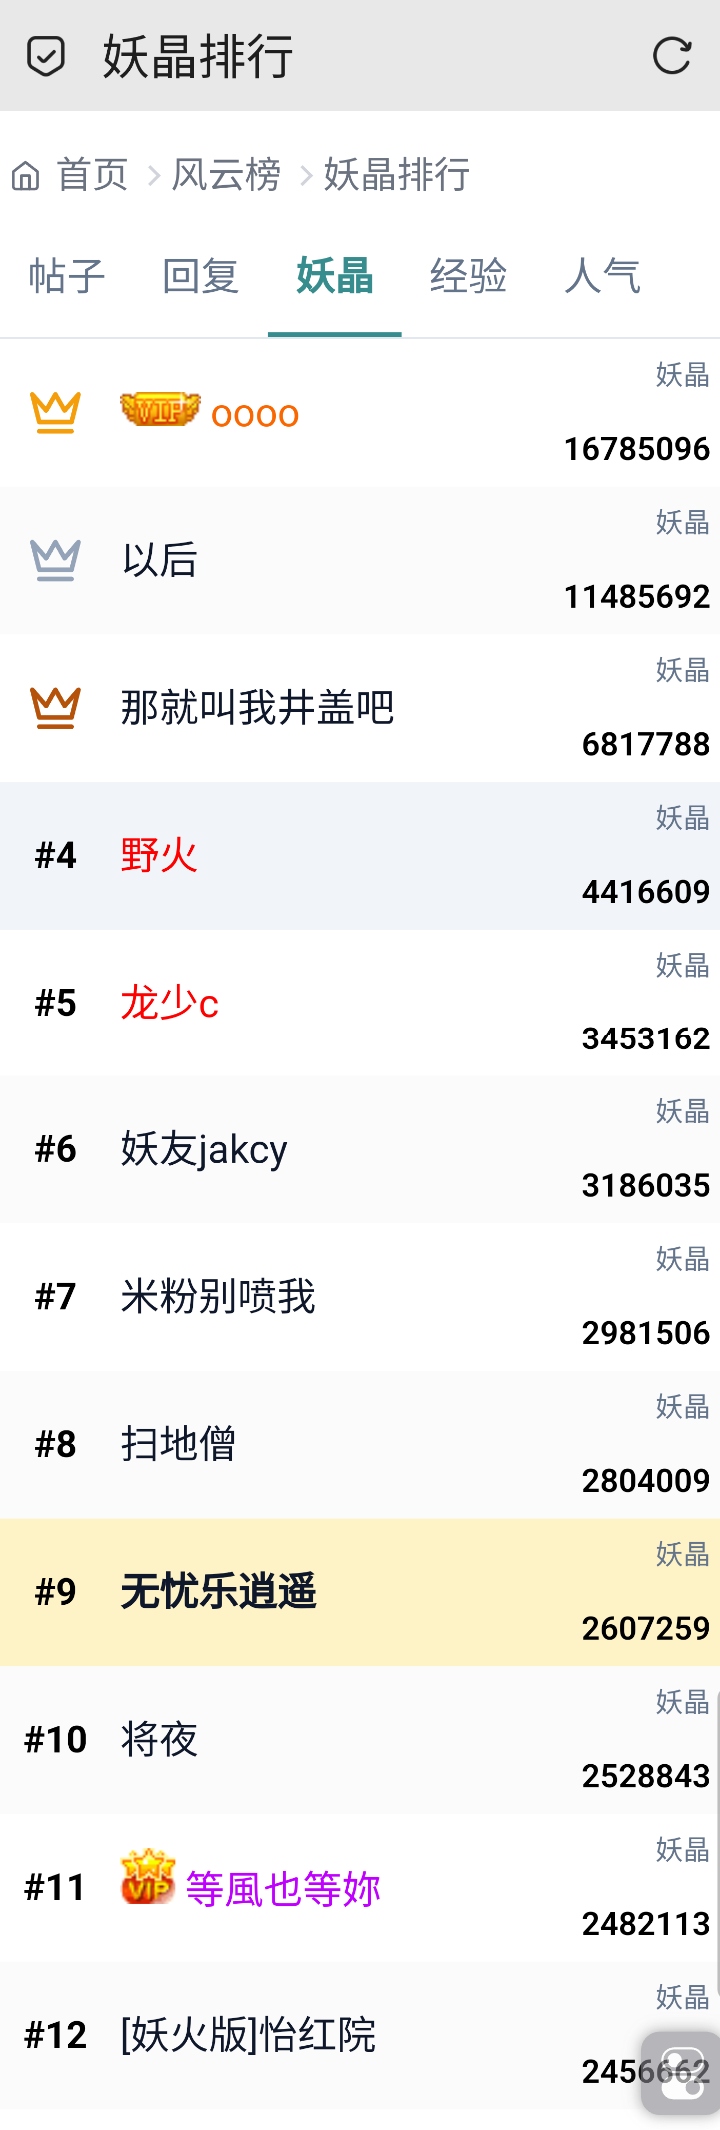 妖晶排行
首页 风云榜 妖晶排行
帖子 回复 妖晶 经验 人气
妖晶
VIP oooo
16785096
妖晶
以后
11485692
妖晶
那就叫我井盖吧
6817788
妖晶
#4 野火
4416609
妖晶
#5 龙少c
3453162
妖晶
#6 妖友jakcy
3186035
妖晶
#7 米粉别喷我
2981506
妖晶
#8 扫地僧
2804009
妖晶
#9 无忧乐逍遥
2607259
妖晶
#10 将夜
2528843
妖晶
#11 VIP 等風也等妳
2482113
妖晶
#12 [妖火版]怡红院
2456662